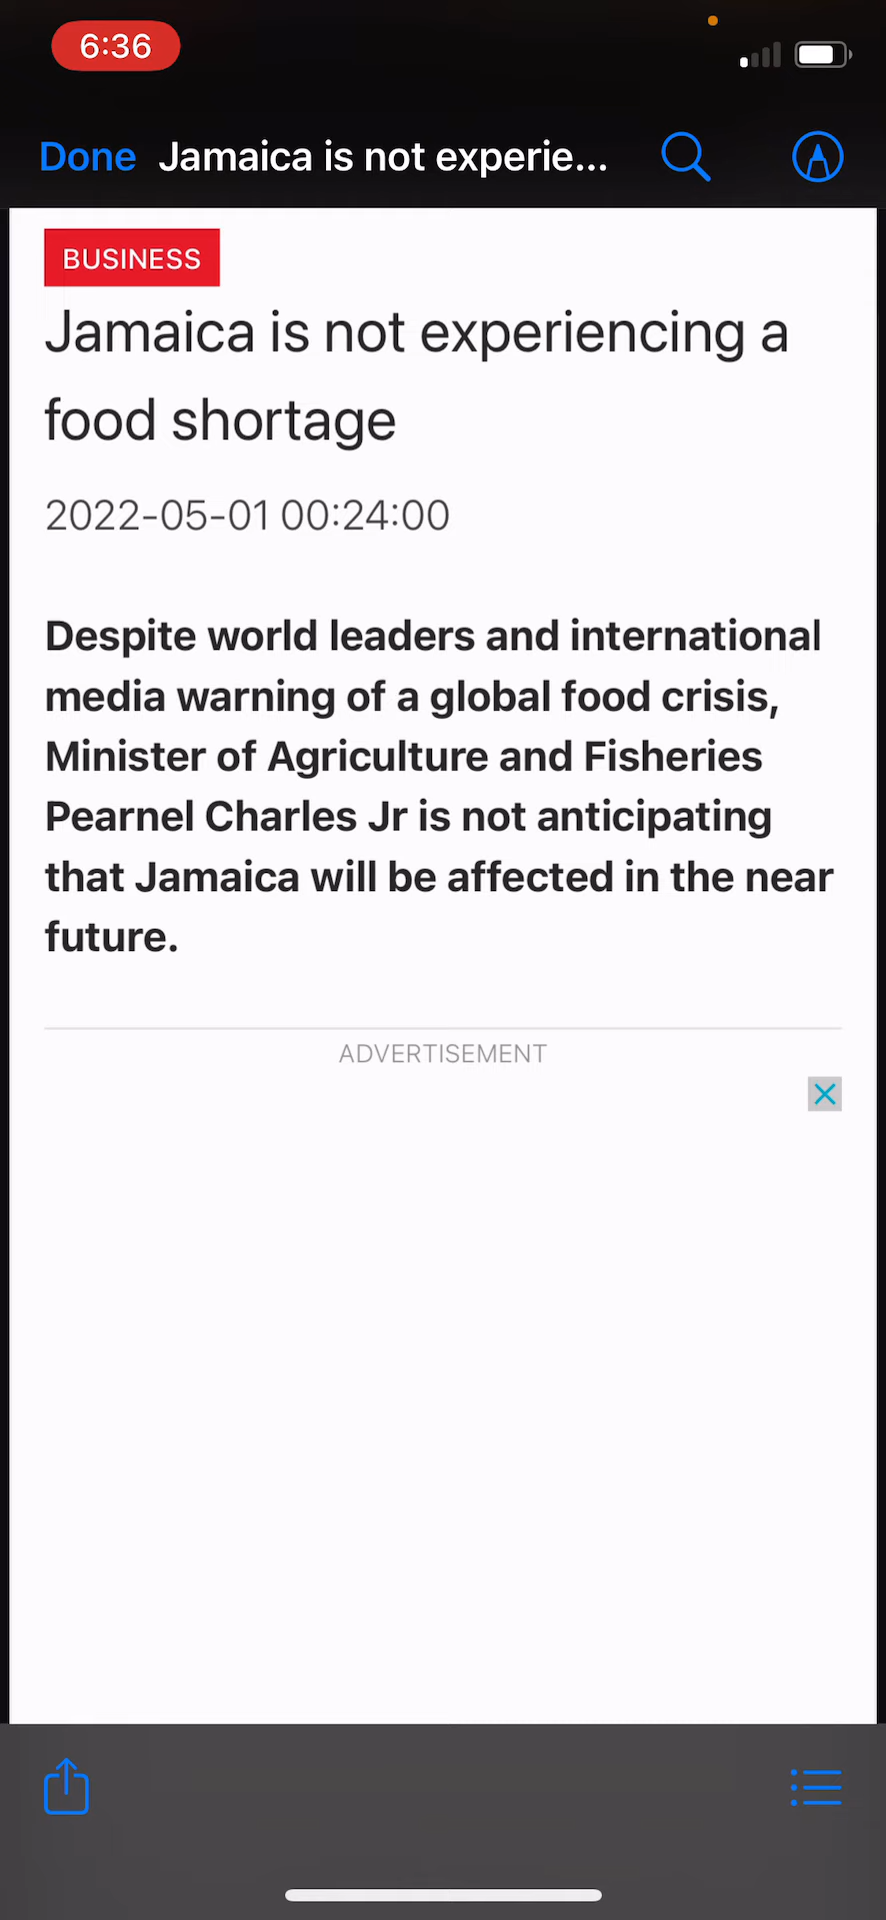 6:36
Done Jamaica is not experie...
BUSINESS
Jamaica is not experiencing a
food shortage
2022-05-01 00:24:00
Despite world leaders and international
media warning of a global food crisis,
Minister of Agriculture and Fisheries
Pearnel Charles Jr is not anticipating
that Jamaica will be affected in the near
future.
ADVERTISEMENT